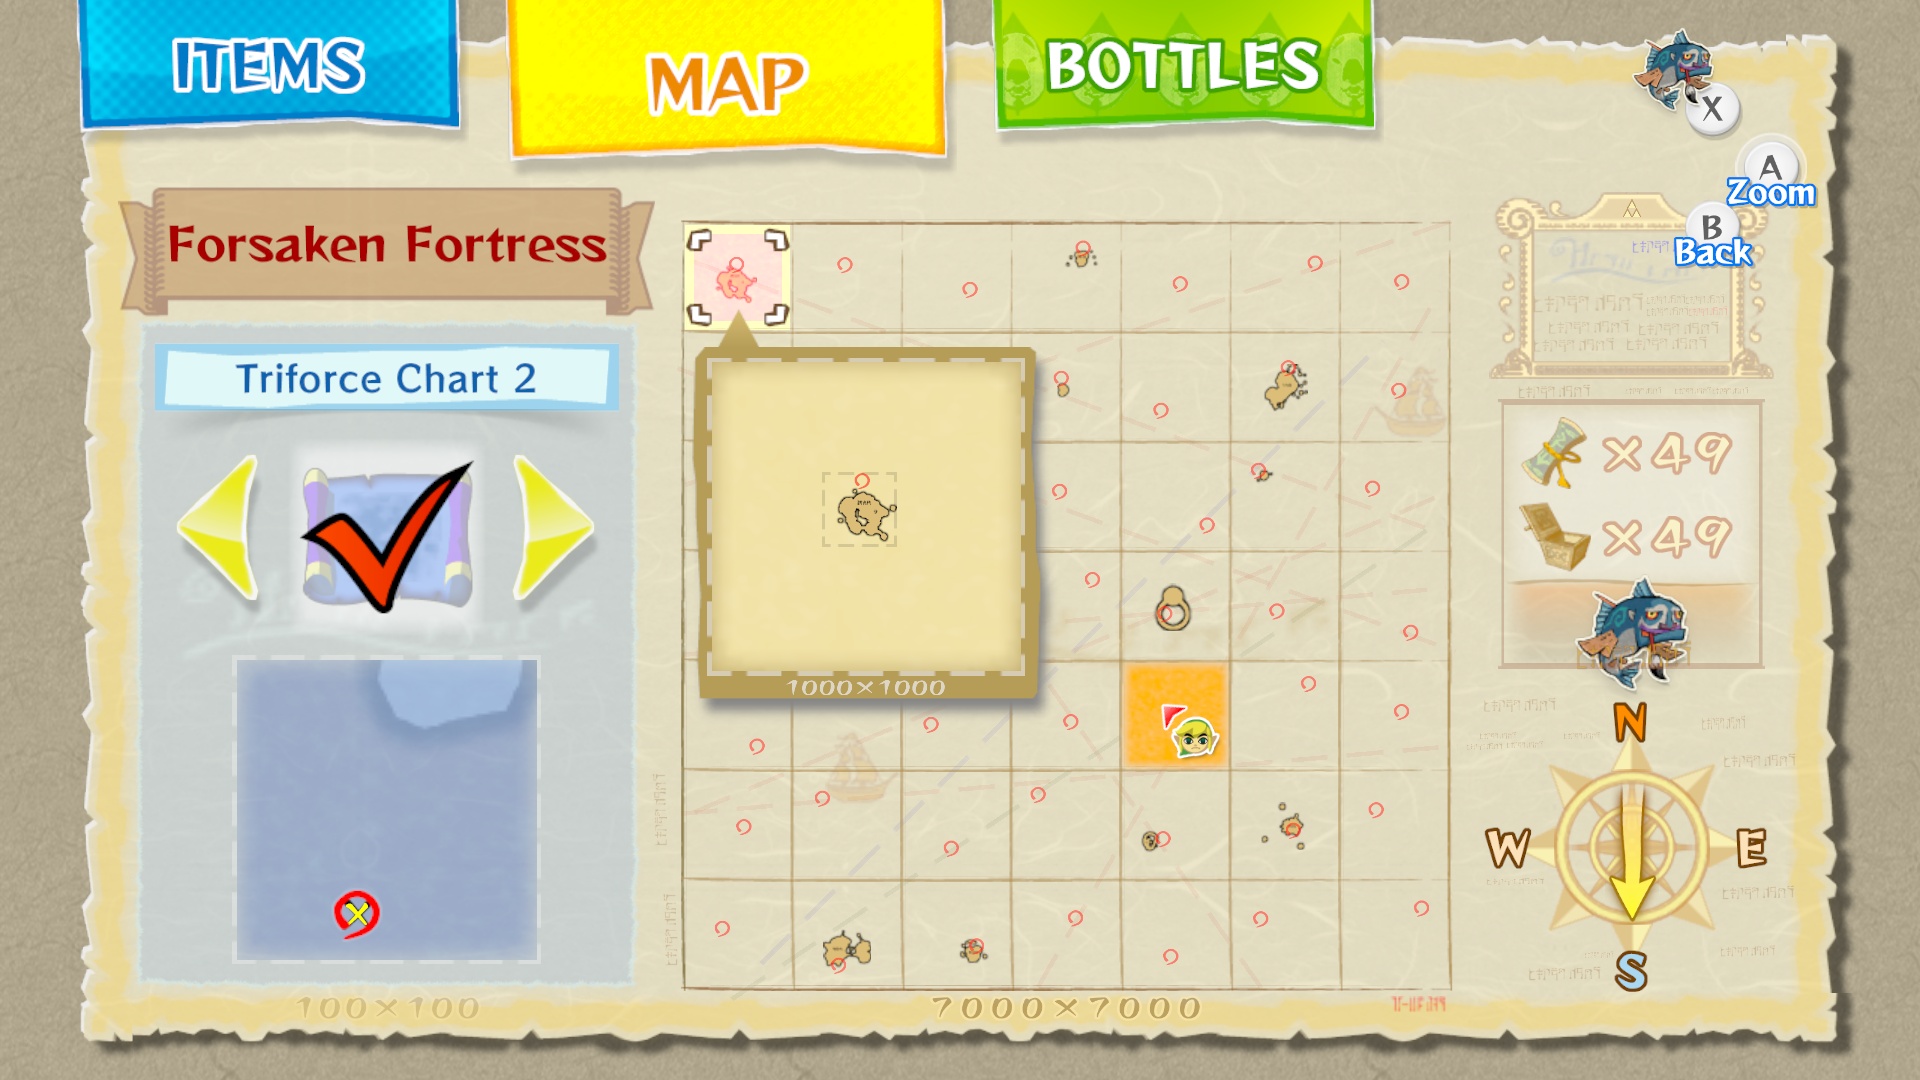 ITEMS
MAP
BOTTLES
X
A
Zoom
B
Back
Forsaken Fortress
Triforce Chart 2
×49
×49
1000×1000
N
W
E
S
100×100
7000×7000